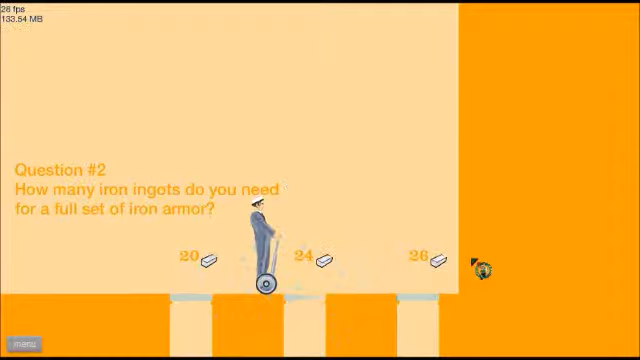 28 fps
133.54 MB
Question #2
How many iron ingots do you need
for a full set of iron armor?
20 24 26
menu